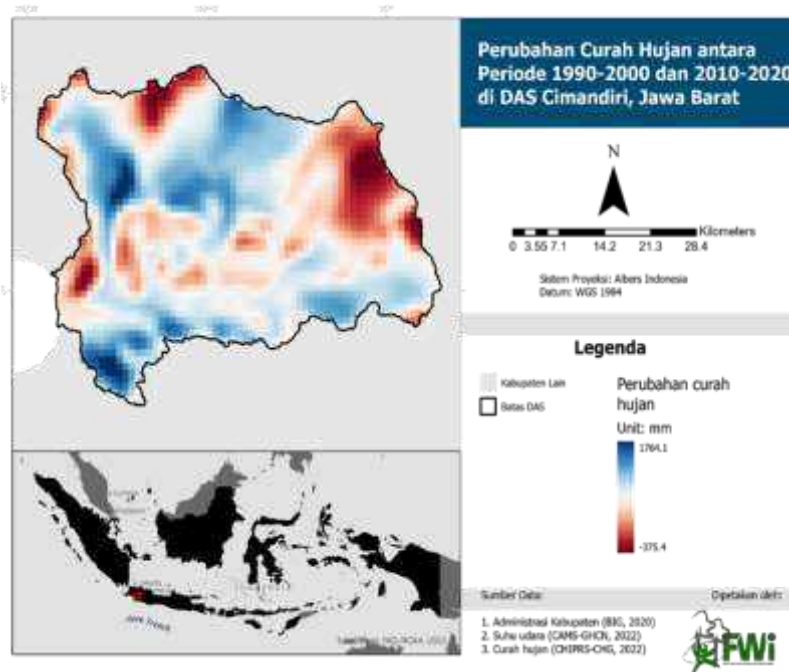 Perubahan Curah Hujan antara
Periode 1990-2000 dan 2010-2020
di DAS Cimandiri, Jawa Barat
N
Kilometers
0 3.55 7.1 14.2 21.3 28.4
Sistem Proyeksi: Albers Indonesia
Datum: WGS 1984
Legenda
Kabupaten Lain
Batas DAS
Perubahan curah
hujan
Unit: mm
1764.1
-375.4
Sumber Data:
Dipetakan oleh:
1. Administrasi Kabupaten (BIG, 2020)
2. Suhu udara (CAMS-GHCN, 2022)
3. Curah hujan (CHIPRS-CHG, 2022)
FWi